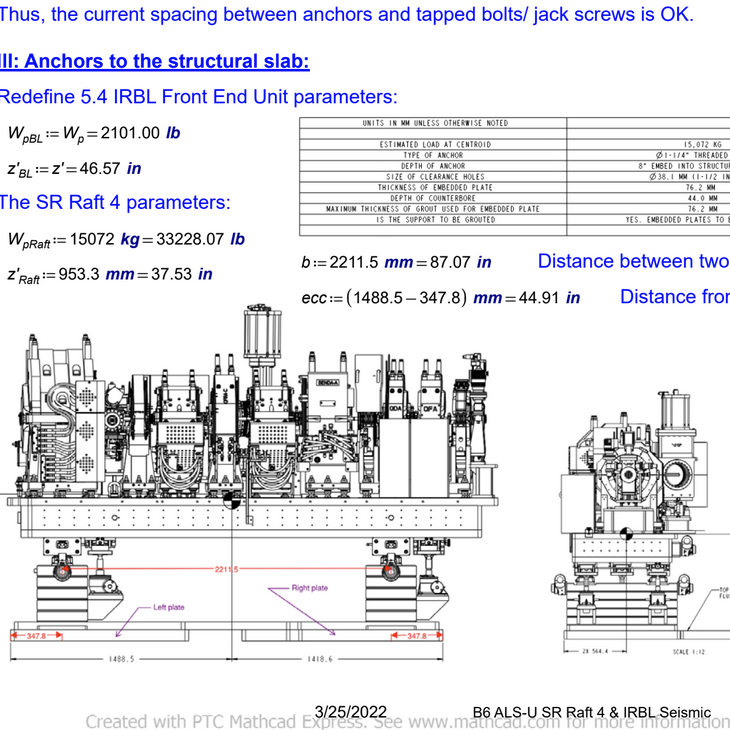 Thus, the current spacing between anchors and tapped bolts/ jack screws is OK.
III: Anchors to the structural slab:
Redefine 5.4 IRBL Front End Unit parameters:
WpBL := Wp = 2101.00 lb
z'BL := z' = 46.57 in
The SR Raft 4 parameters:
WpRaft := 15072 kg = 33228.07 lb
z'Raft := 953.3 mm = 37.53 in
UNITS IN MM UNLESS OTHERWISE NOTED
ESTIMATED LOAD AT CENTROID 15,072 KG
TYPE OF ANCHOR Ø1-1/4" THREADED
DEPTH OF ANCHOR 8" EMBED INTO STRUCTUR
SIZE OF CLEARANCE HOLES Ø38.1 MM (1-1/2 IN
THICKNESS OF EMBEDDED PLATE 76.2 MM
DEPTH OF COUNTERBORE 44.0 MM
MAXIMUM THICKNESS OF GROUT USED FOR EMBEDDED PLATE 76.2 MM
IS THE SUPPORT TO BE GROUTED YES. EMBEDDED PLATES TO B
b := 2211.5 mm = 87.07 in Distance between two
ecc := (1488.5 − 347.8) mm = 44.91 in Distance from
BENDA-A
QDA
QFA
2211.5
Left plate
Right plate
347.8
347.8
1488.5
1418.6
TOP
FLU
2X 564.4
SCALE 1:12
3/25/2022
B6 ALS-U SR Raft 4 & IRBL Seismic
Created with PTC Mathcad Express. See www.mathcad.com for more information